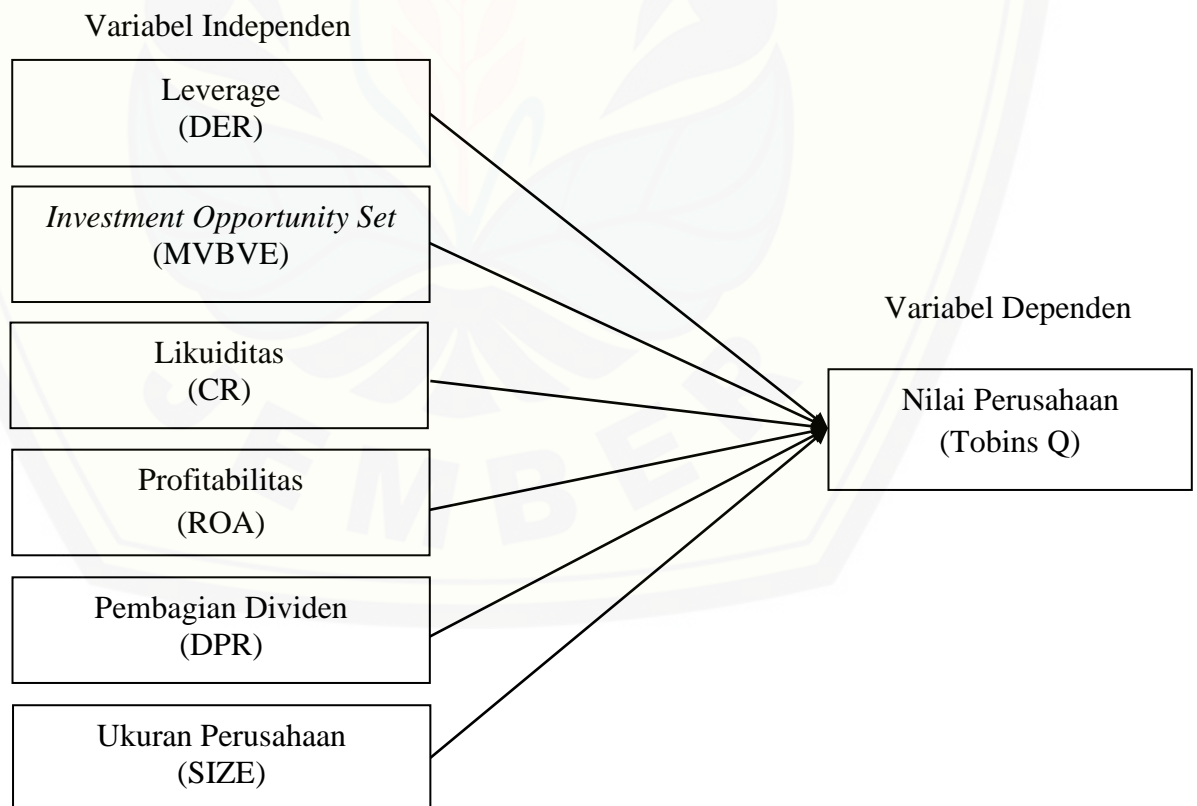 Variabel Independen
Leverage
(DER)
Investment Opportunity Set
(MVBVE)
Likuiditas
(CR)
Profitabilitas
(ROA)
Pembagian Dividen
(DPR)
Ukuran Perusahaan
(SIZE)
Variabel Dependen
Nilai Perusahaan
(Tobins Q)